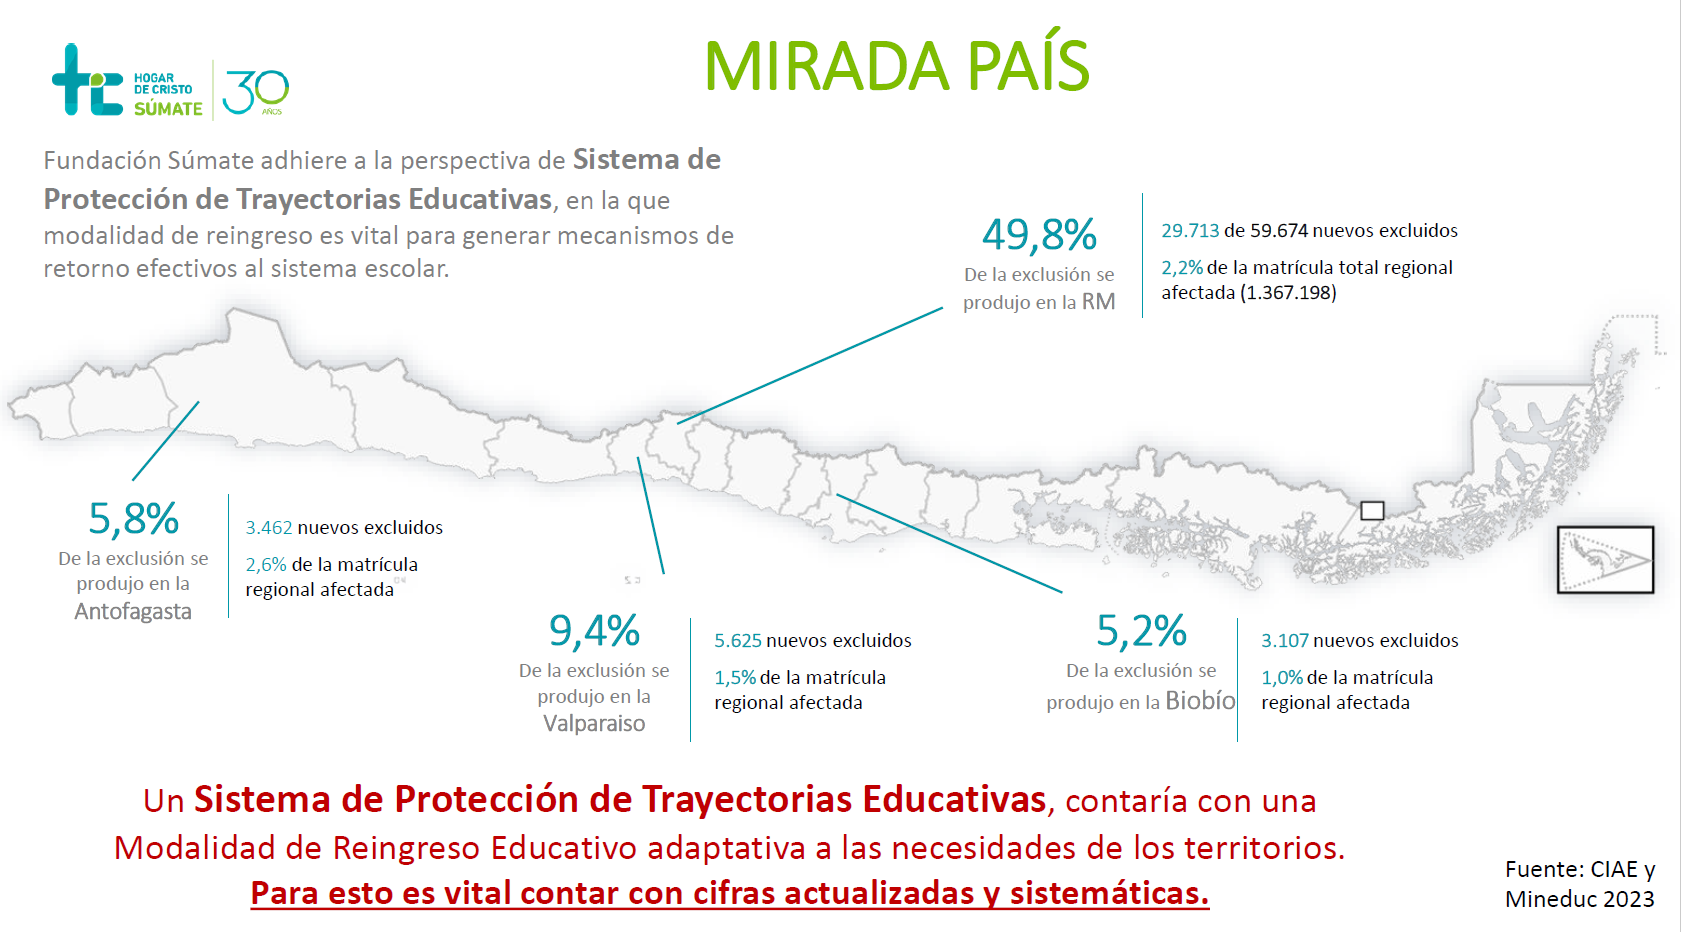 MIRADA PAÍS
HOGAR
DE CRISTO
SÚMATE
30
AÑOS
Fundación Súmate adhiere a la perspectiva de Sistema de
Protección de Trayectorias Educativas, en la que
modalidad de reingreso es vital para generar mecanismos de
retorno efectivos al sistema escolar.
49,8%
De la exclusión se
produjo en la RM
29.713 de 59.674 nuevos excluidos
2,2% de la matrícula total regional
afectada (1.367.198)
5,8%
De la exclusión se
produjo en la
Antofagasta
3.462 nuevos excluidos
2,6% de la matrícula
regional afectada
9,4%
De la exclusión se
produjo en la
Valparaiso
5.625 nuevos excluidos
1,5% de la matrícula
regional afectada
5,2%
De la exclusión se
produjo en la Biobío
3.107 nuevos excluidos
1,0% de la matrícula
regional afectada
Un Sistema de Protección de Trayectorias Educativas, contaría con una
Modalidad de Reingreso Educativo adaptativa a las necesidades de los territorios.
Para esto es vital contar con cifras actualizadas y sistemáticas.
Fuente: CIAE y
Mineduc 2023